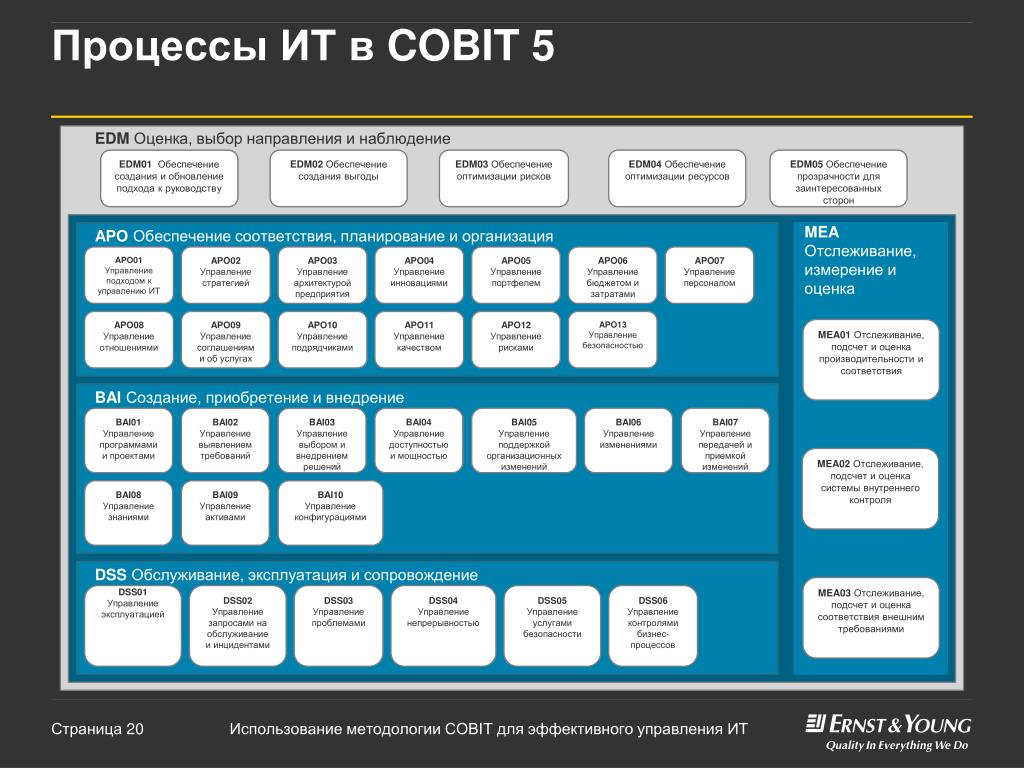 Процессы ИТ в COBIT 5
EDM Оценка, выбор направления и наблюдение
EDM01 Обеспечение
создания и обновление
подхода к руководству
EDM02 Обеспечение
создания выгоды
EDM03 Обеспечение
оптимизации рисков
EDM04 Обеспечение
оптимизации ресурсов
EDM05 Обеспечение
прозрачности для
заинтересованных
сторон
APO Обеспечение соответствия, планирование и организация
APO01
Управление
подходом к
управлению ИТ
APO02
Управление
стратегией
APO03
Управление
архитектурой
предприятия
APO04
Управление
инновациями
APO05
Управление
портфелем
APO06
Управление
бюджетом и
затратами
APO07
Управление
персоналом
APO08
Управление
отношениями
APO09
Управление
соглашениям
и об услугах
APO10
Управление
подрядчиками
APO11
Управление
качеством
APO12
Управление
рисками
APO13
Управление
безопасностью
BAI Создание, приобретение и внедрение
BAI01
Управление
программами
и проектами
BAI02
Управление
выявлением
требований
BAI03
Управление
выбором и
внедрением
решений
BAI04
Управление
доступностью
и мощностью
BAI05
Управление
поддержкой
организационных
изменений
BAI06
Управление
изменениями
BAI07
Управление
передачей и
приемкой
изменений
BAI08
Управление
знаниями
BAI09
Управление
активами
BAI10
Управление
конфигурациями
DSS Обслуживание, эксплуатация и сопровождение
DSS01
Управление
эксплуатацией
DSS02
Управление
запросами на
обслуживание
и инцидентами
DSS03
Управление
проблемами
DSS04
Управление
непрерывностью
DSS05
Управление
услугами
безопасности
DSS06
Управление
контролями
бизнес-
процессов
MEA
Отслеживание,
измерение и
оценка
MEA01 Отслеживание,
подсчет и оценка
производительности и
соответствия
MEA02 Отслеживание,
подсчет и оценка
системы внутреннего
контроля
MEA03 Отслеживание,
подсчет и оценка
соответствия внешним
требованиями
Страница 20
Использование методологии COBIT для эффективного управления ИТ
ERNST & YOUNG
Quality In Everything We Do